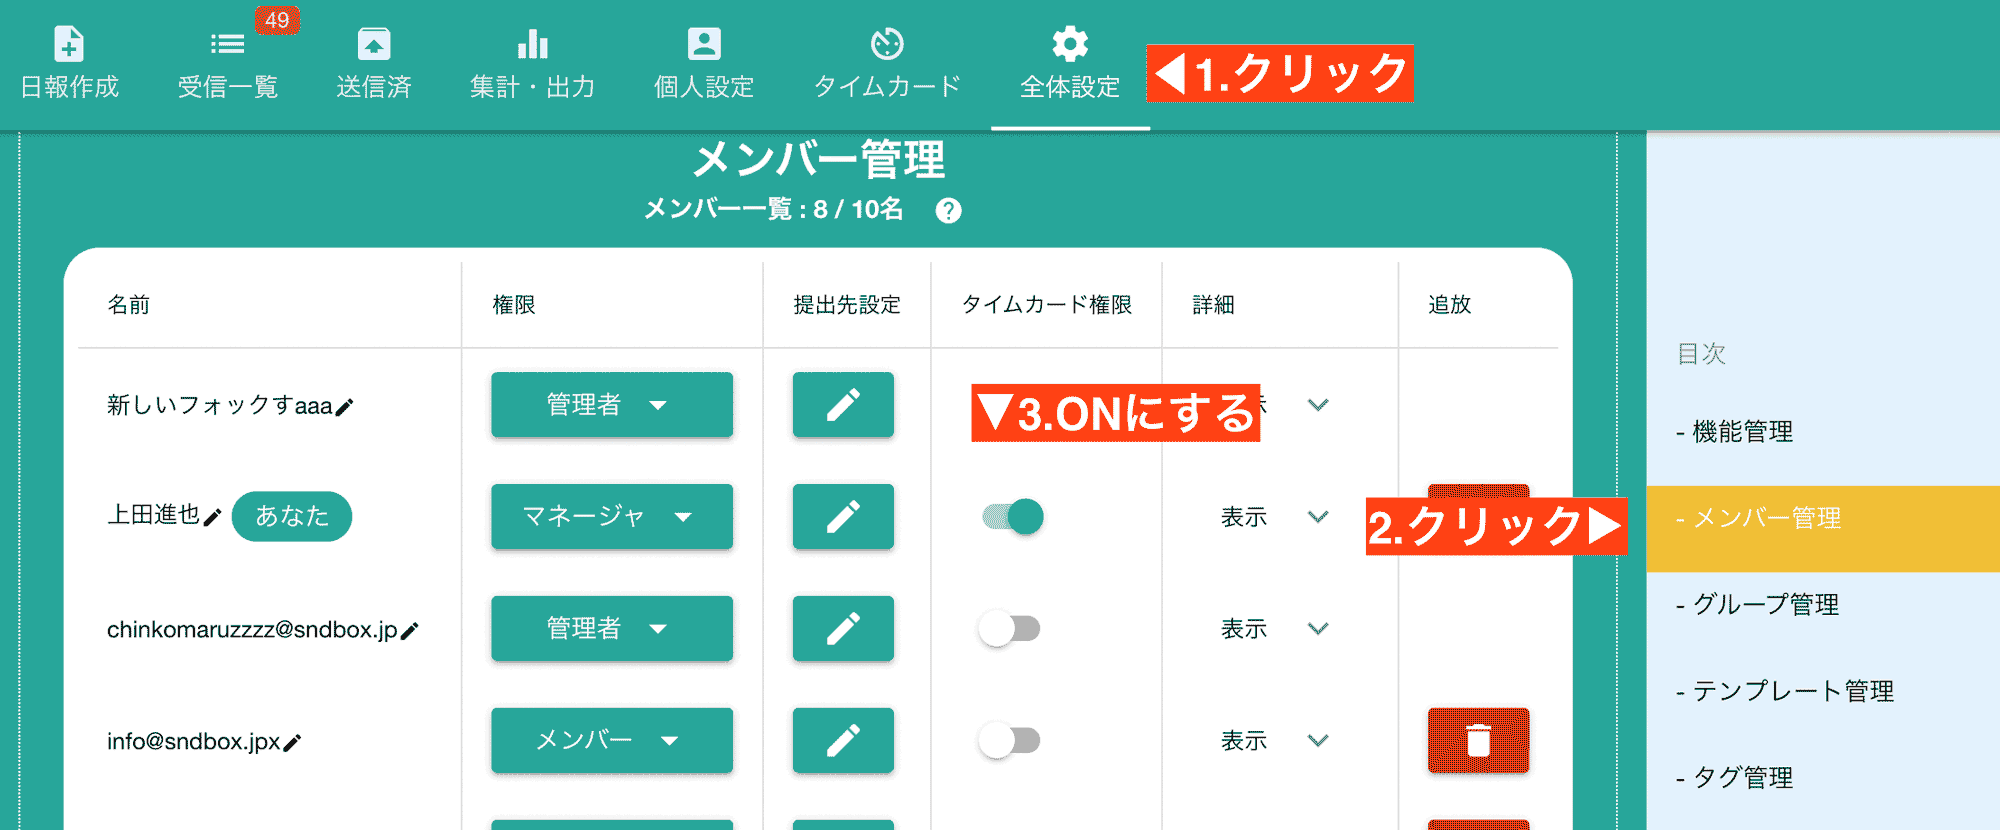 49
日報作成 受信一覧 送信済 集計・出力 個人設定 タイムカード 全体設定
◀1.クリック
メンバー管理
メンバー一覧 : 8 / 10名 ?
名前 権限 提出先設定 タイムカード権限 詳細 追放
目次
新しいフォックすaaa 管理者
▼3.ONにする
- 機能管理
上田進也 あなた マネージャ 表示
2.クリック▶
- メンバー管理
chinkomaruzzzz@sndbox.jp 管理者 表示
- グループ管理
- テンプレート管理
info@sndbox.jpx メンバー 表示
- タグ管理